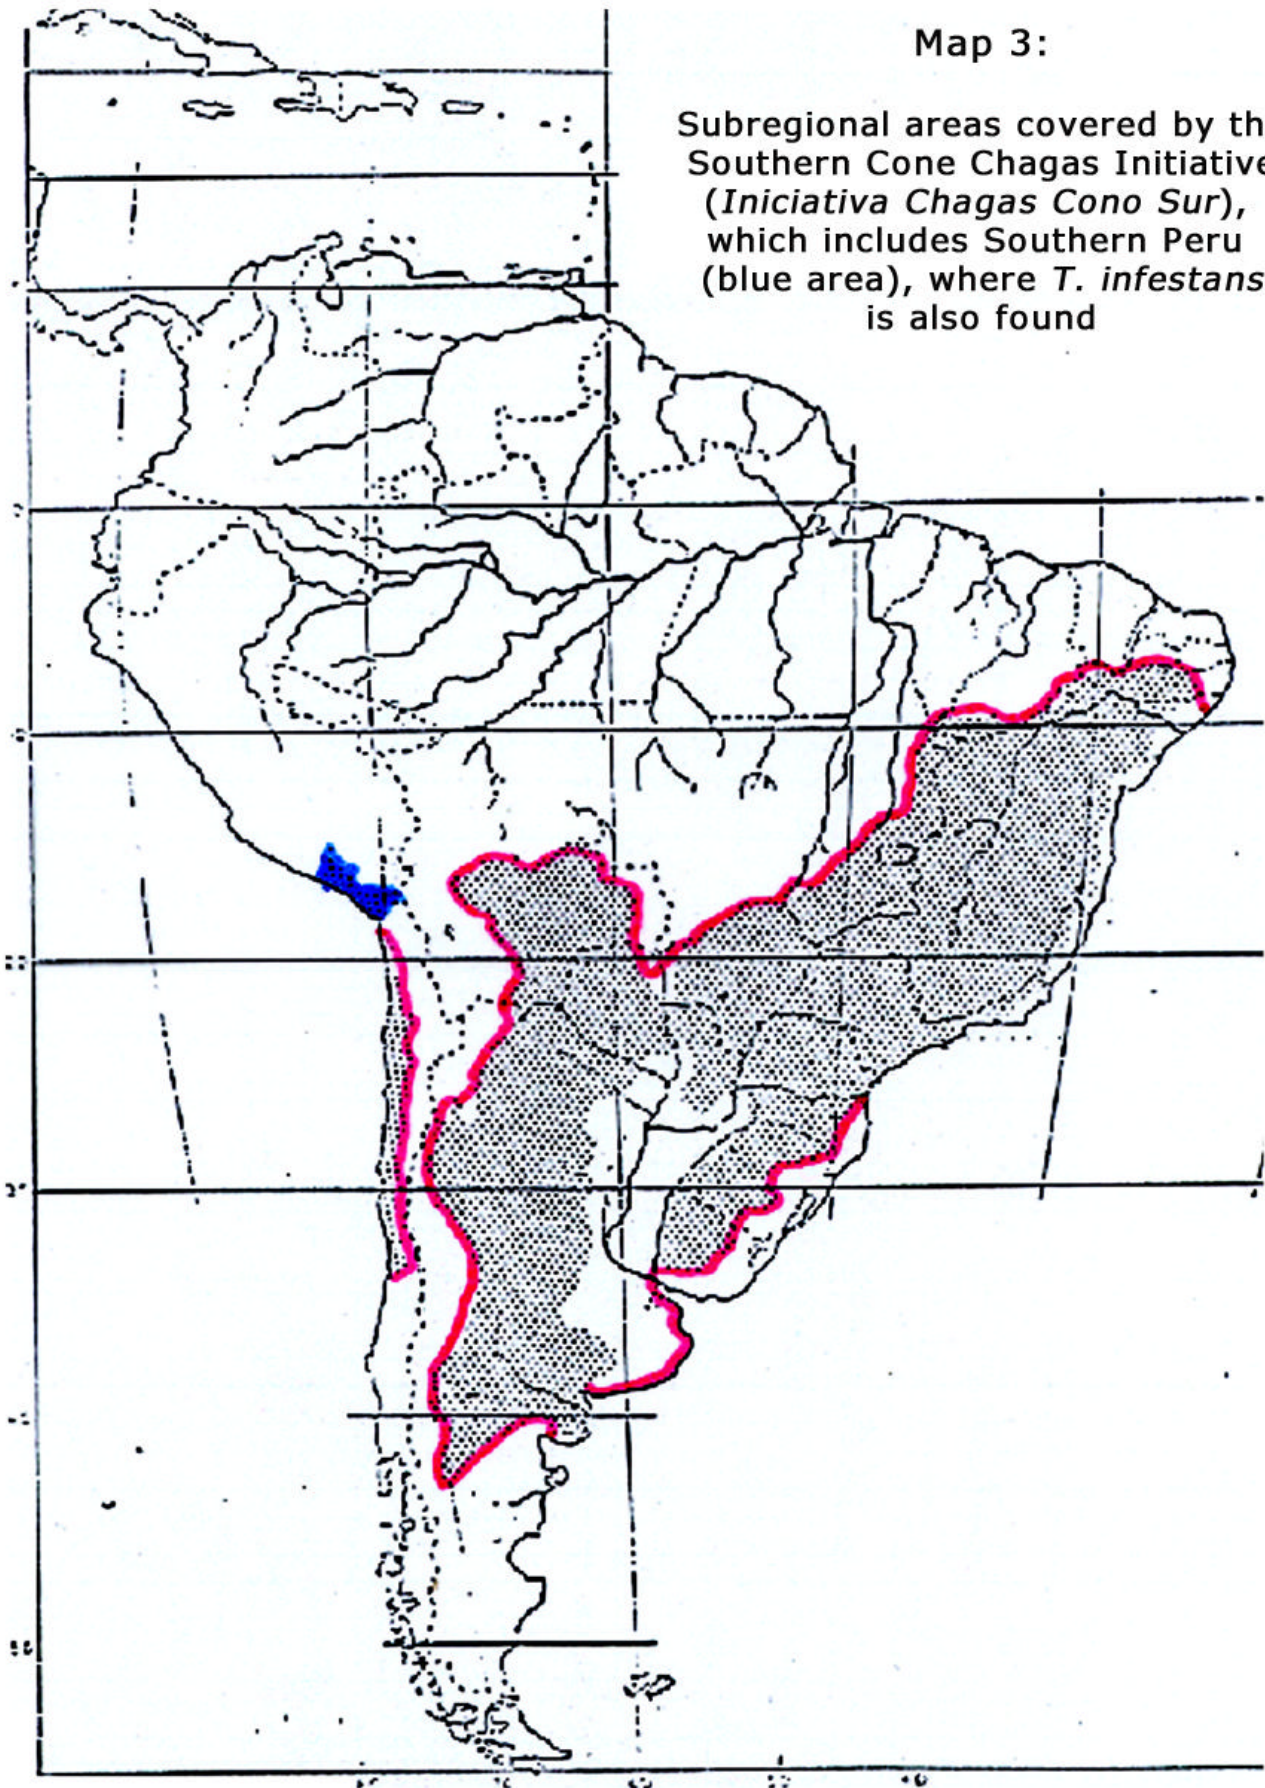 Map 3:
Subregional areas covered by th
Southern Cone Chagas Initiative
(Iniciativa Chagas Cono Sur),
which includes Southern Peru
(blue area), where T. infestans
is also found